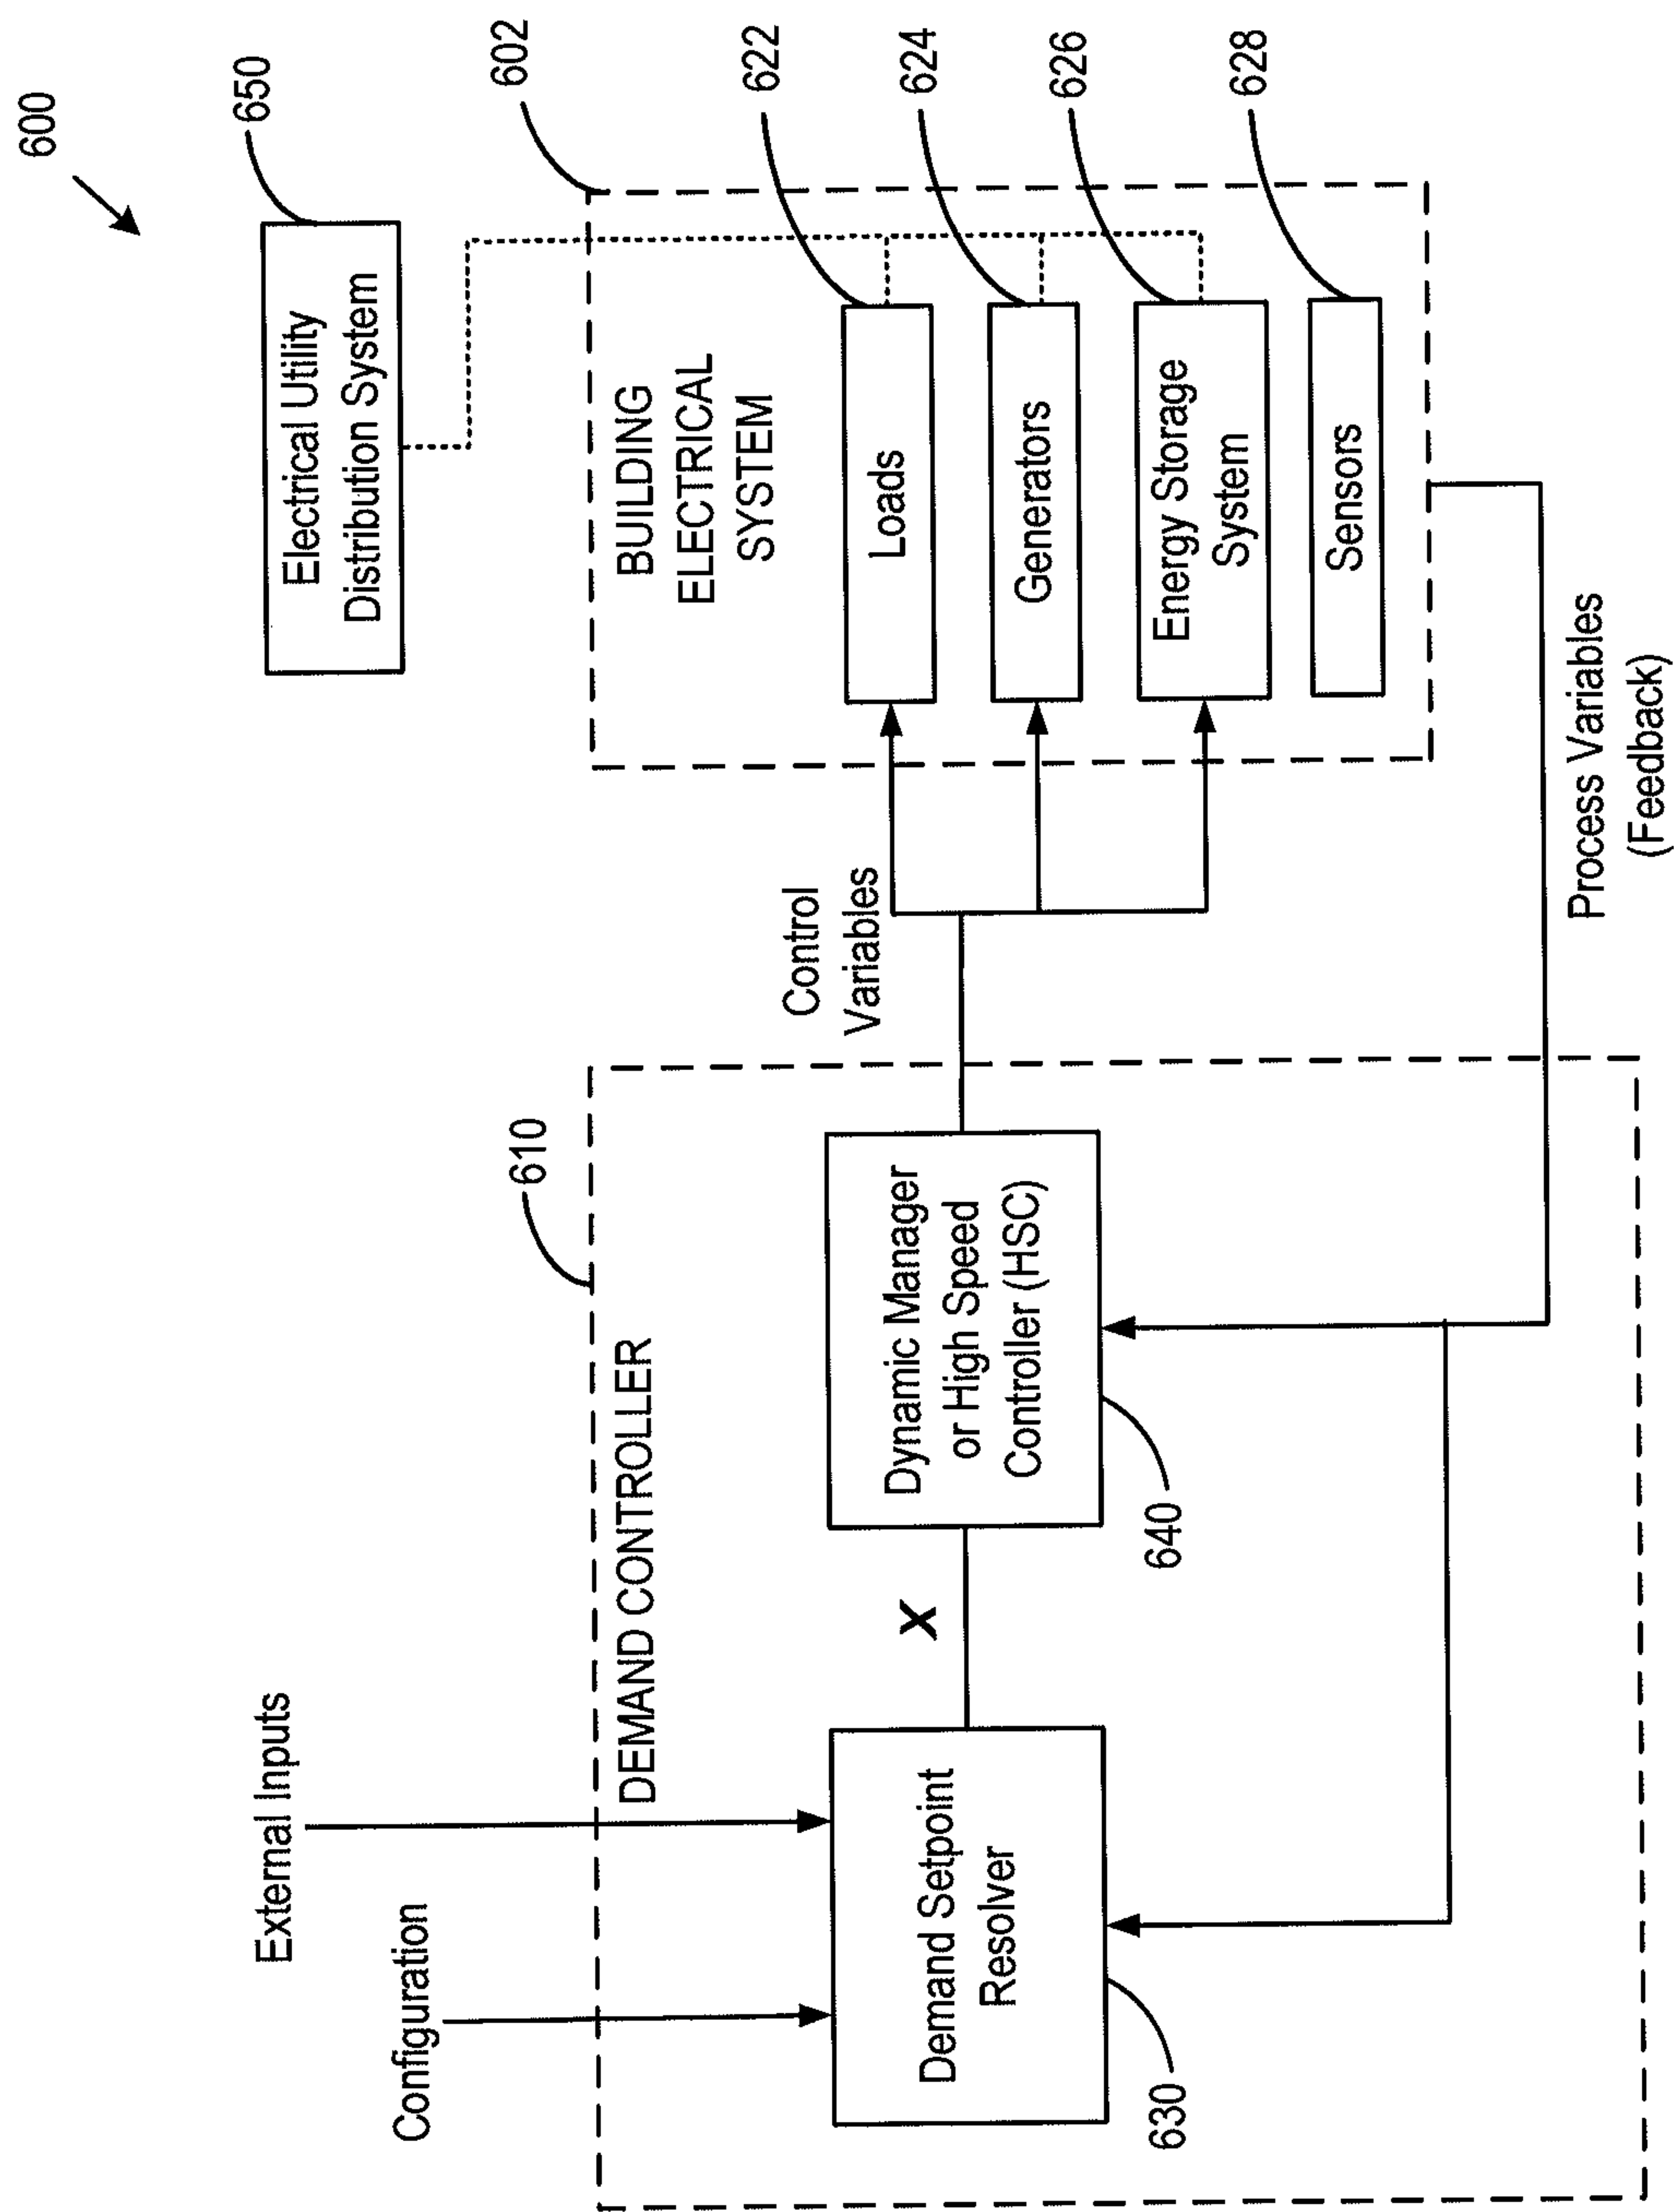 600
External Inputs
Configuration
610
DEMAND CONTROLLER
Demand Setpoint
Resolver
630
X
Dynamic Manager
or High Speed
Controller (HSC)
640
Control
Variables
Electrical Utility
Distribution System
650
602
BUILDING
ELECTRICAL
SYSTEM
Loads
622
Generators
624
Energy Storage
System
626
Sensors
628
Process Variables
(Feedback)